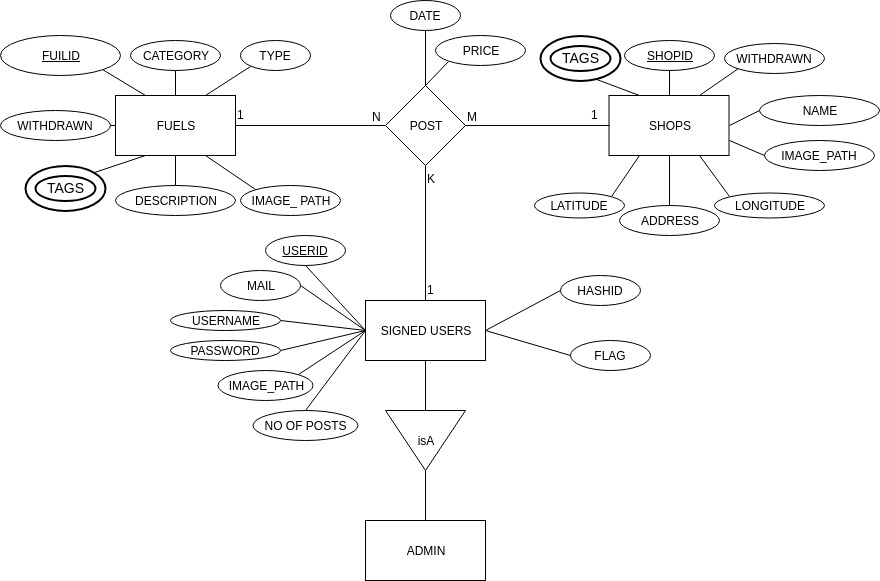 DATE
PRICE
FUILID
CATEGORY
TYPE
TAGS
SHOPID
WITHDRAWN
WITHDRAWN
FUELS
1
N
POST
M
1
SHOPS
NAME
IMAGE_PATH
TAGS
DESCRIPTION
IMAGE_ PATH
K
LATITUDE
ADDRESS
LONGITUDE
USERID
MAIL
USERNAME
PASSWORD
IMAGE_PATH
NO OF POSTS
1
SIGNED USERS
HASHID
FLAG
isA
ADMIN